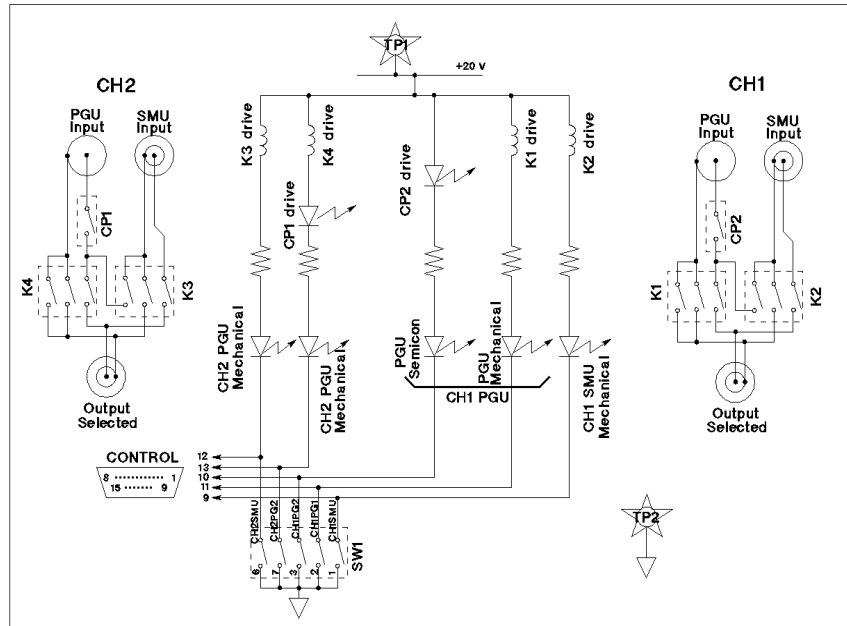 TP1
+20 V
CH2
PGU
Input
SMU
Input
CP1
K4
K3
Output
Selected
K3 drive
K4 drive
CP1 drive
CP2 drive
K1 drive
K2 drive
CH1
PGU
Input
SMU
Input
CP2
K1
K2
Output
Selected
CH2 PGU
Mechanical
CH2 PGU
Mechanical
PGU
Semicon
PGU
Mechanical
CH1 PGU
CH1 SMU
Mechanical
CONTROL
8 1
15 9
12
13
10
11
9
CH2SMU
CH2PG2
CH1PG2
CH1PG1
CH1SMU
6
7
3
2
1
SW1
TP2